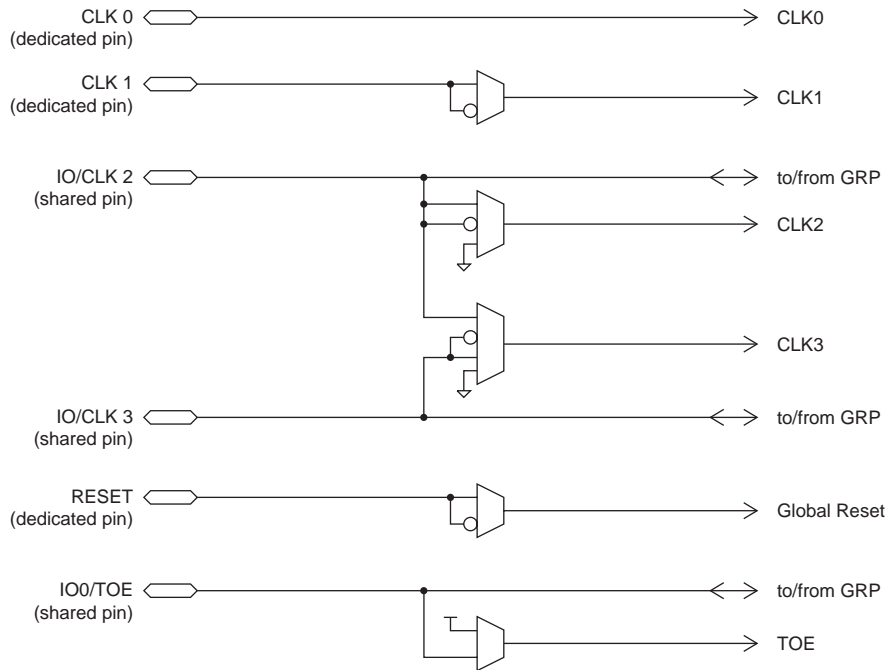 CLK 0
(dedicated pin)
CLK0
CLK 1
(dedicated pin)
CLK1
IO/CLK 2
(shared pin)
to/from GRP
CLK2
CLK3
IO/CLK 3
(shared pin)
to/from GRP
RESET
(dedicated pin)
Global Reset
IO0/TOE
(shared pin)
to/from GRP
TOE